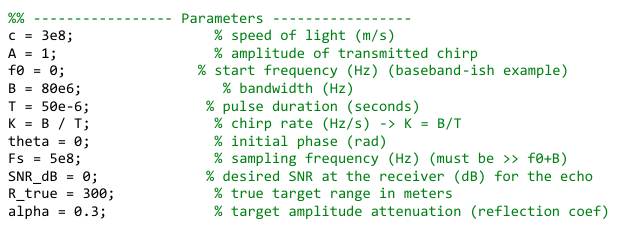 %% ----------------- Parameters -----------------
c = 3e8; % speed of light (m/s)
A = 1; % amplitude of transmitted chirp
f0 = 0; % start frequency (Hz) (baseband-ish example)
B = 80e6; % bandwidth (Hz)
T = 50e-6; % pulse duration (seconds)
K = B / T; % chirp rate (Hz/s) -> K = B/T
theta = 0; % initial phase (rad)
Fs = 5e8; % sampling frequency (Hz) (must be >> f0+B)
SNR_dB = 0; % desired SNR at the receiver (dB) for the echo
R_true = 300; % true target range in meters
alpha = 0.3; % target amplitude attenuation (reflection coef)